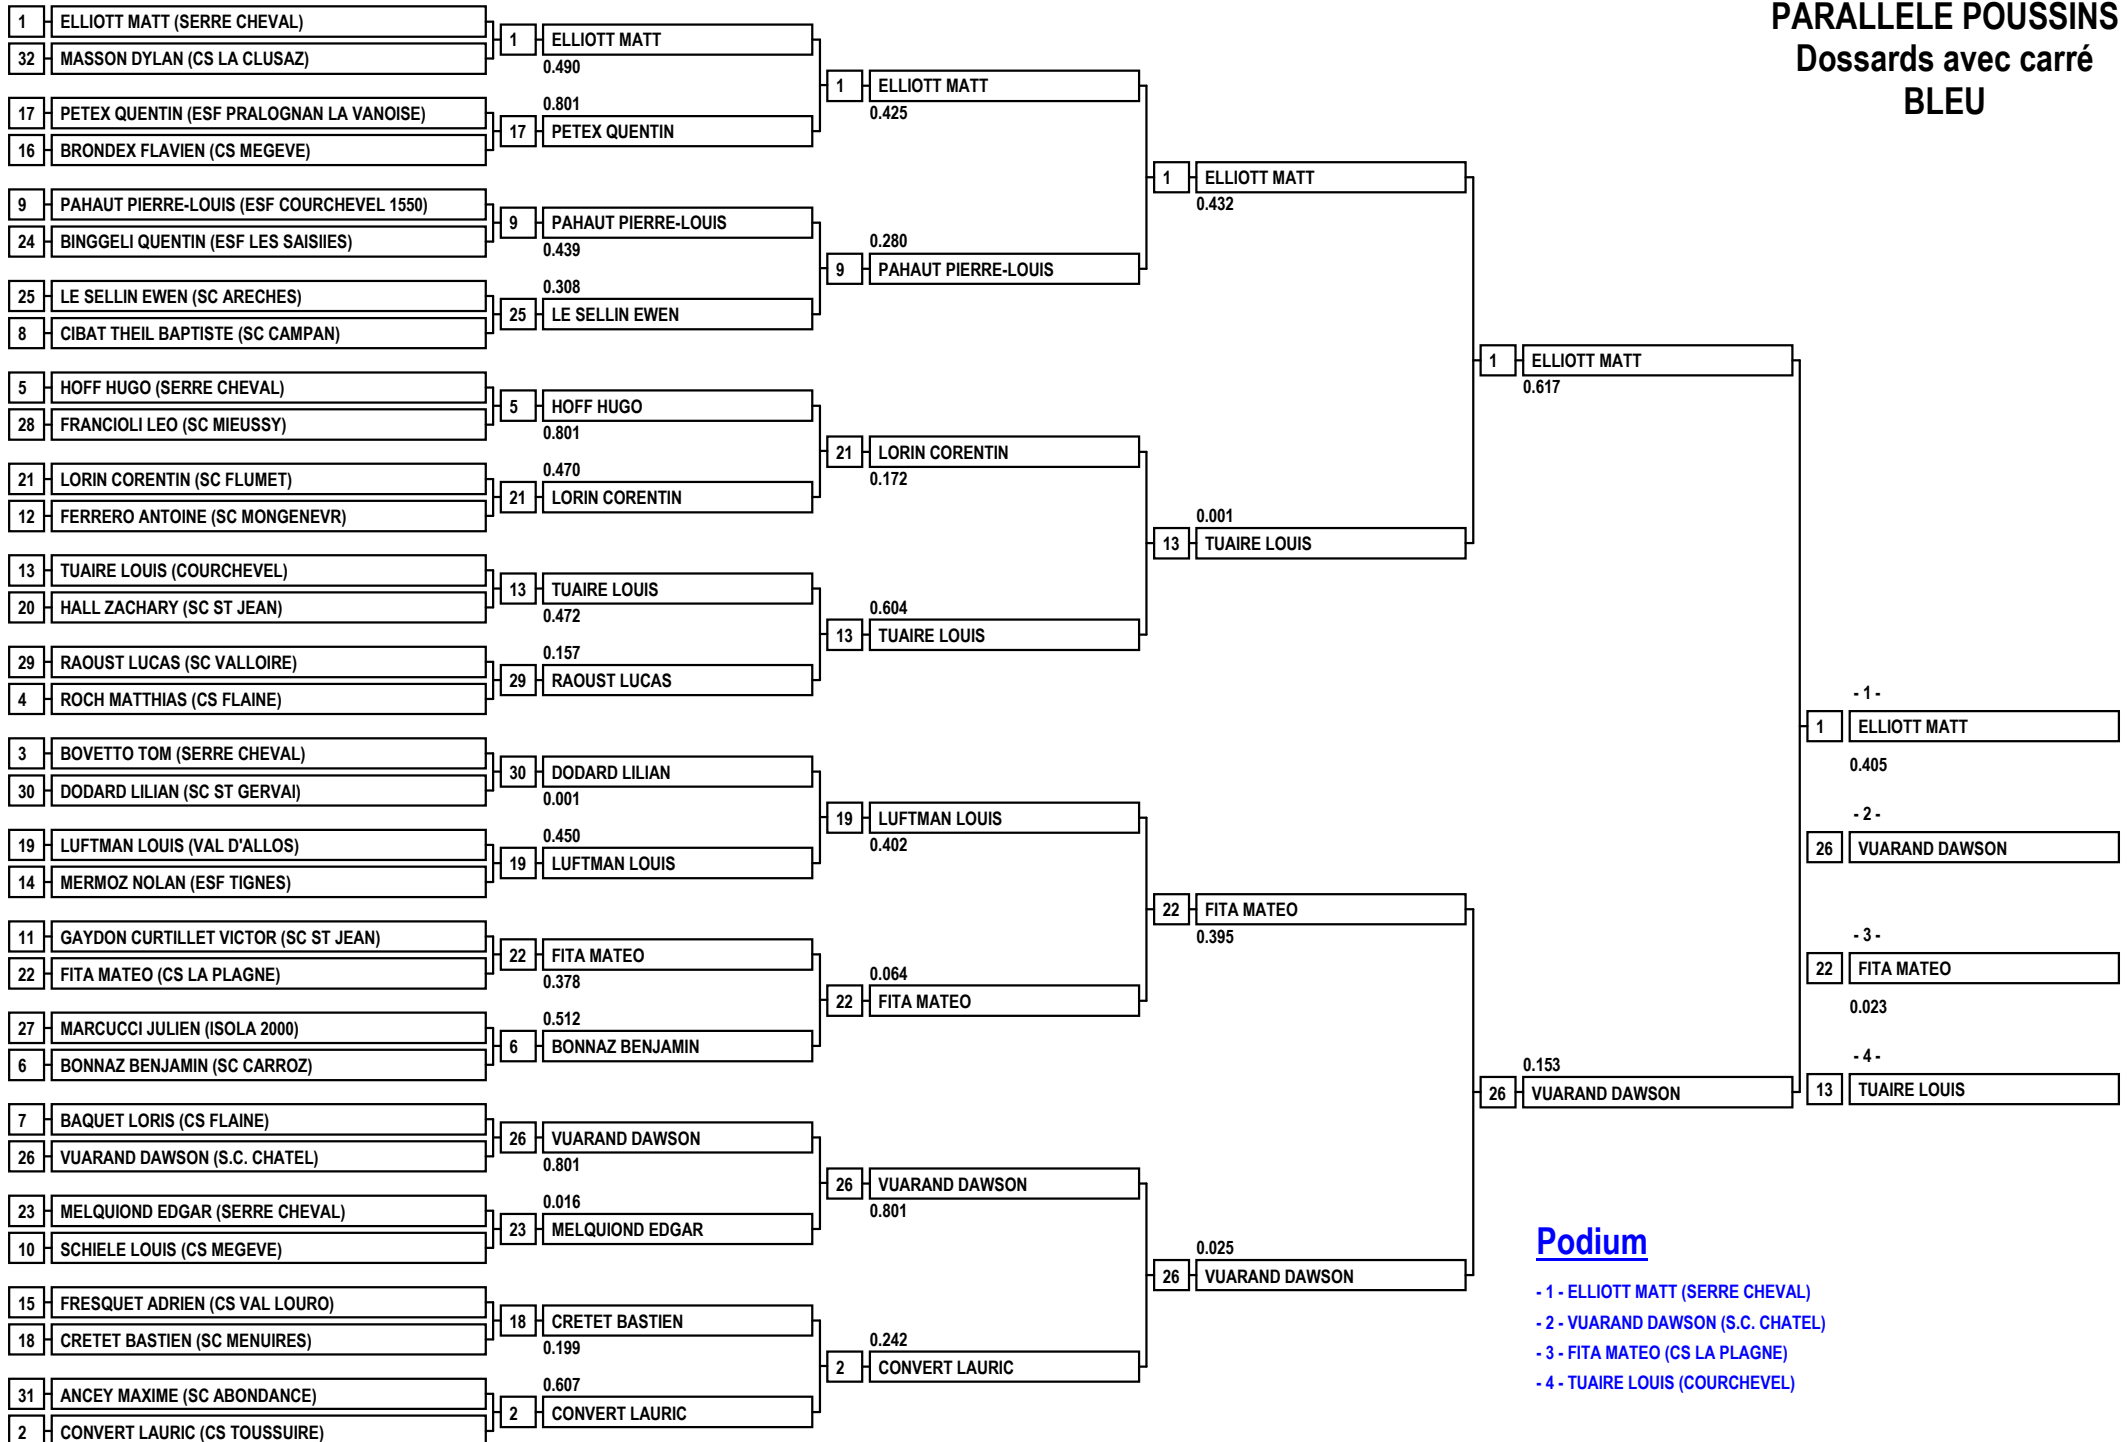 PARALLELE POUSSINS
Dossards avec carré
BLEU
1 ELLIOTT MATT (SERRE CHEVAL)
32 MASSON DYLAN (CS LA CLUSAZ)
17 PETEX QUENTIN (ESF PRALOGNAN LA VANOISE)
16 BRONDEX FLAVIEN (CS MEGEVE)
9 PAHAUT PIERRE-LOUIS (ESF COURCHEVEL 1550)
24 BINGGELI QUENTIN (ESF LES SAISIIES)
25 LE SELLIN EWEN (SC ARECHES)
8 CIBAT THEIL BAPTISTE (SC CAMPAN)
5 HOFF HUGO (SERRE CHEVAL)
28 FRANCIOLI LEO (SC MIEUSSY)
21 LORIN CORENTIN (SC FLUMET)
12 FERRERO ANTOINE (SC MONGENEVR)
13 TUAIRE LOUIS (COURCHEVEL)
20 HALL ZACHARY (SC ST JEAN)
29 RAOUST LUCAS (SC VALLOIRE)
4 ROCH MATTHIAS (CS FLAINE)
3 BOVETTO TOM (SERRE CHEVAL)
30 DODARD LILIAN (SC ST GERVAI)
19 LUFTMAN LOUIS (VAL D'ALLOS)
14 MERMOZ NOLAN (ESF TIGNES)
11 GAYDON CURTILLET VICTOR (SC ST JEAN)
22 FITA MATEO (CS LA PLAGNE)
27 MARCUCCI JULIEN (ISOLA 2000)
6 BONNAZ BENJAMIN (SC CARROZ)
7 BAQUET LORIS (CS FLAINE)
26 VUARAND DAWSON (S.C. CHATEL)
23 MELQUIOND EDGAR (SERRE CHEVAL)
10 SCHIELE LOUIS (CS MEGEVE)
15 FRESQUET ADRIEN (CS VAL LOURO)
18 CRETET BASTIEN (SC MENUIRES)
31 ANCEY MAXIME (SC ABONDANCE)
2 CONVERT LAURIC (CS TOUSSUIRE)
1 ELLIOTT MATT
0.490
0.801
17 PETEX QUENTIN
9 PAHAUT PIERRE-LOUIS
0.439
0.308
25 LE SELLIN EWEN
5 HOFF HUGO
0.801
0.470
21 LORIN CORENTIN
13 TUAIRE LOUIS
0.472
0.157
29 RAOUST LUCAS
30 DODARD LILIAN
0.001
0.450
19 LUFTMAN LOUIS
22 FITA MATEO
0.378
0.512
6 BONNAZ BENJAMIN
26 VUARAND DAWSON
0.801
0.016
23 MELQUIOND EDGAR
18 CRETET BASTIEN
0.199
0.607
2 CONVERT LAURIC
1 ELLIOTT MATT
0.425
0.280
9 PAHAUT PIERRE-LOUIS
21 LORIN CORENTIN
0.172
0.604
13 TUAIRE LOUIS
19 LUFTMAN LOUIS
0.402
0.064
22 FITA MATEO
26 VUARAND DAWSON
0.801
0.242
2 CONVERT LAURIC
1 ELLIOTT MATT
0.432
0.001
13 TUAIRE LOUIS
22 FITA MATEO
0.395
0.025
26 VUARAND DAWSON
1 ELLIOTT MATT
0.617
0.153
26 VUARAND DAWSON
- 1 -
1 ELLIOTT MATT
0.405
- 2 -
26 VUARAND DAWSON
- 3 -
22 FITA MATEO
0.023
- 4 -
13 TUAIRE LOUIS
Podium
- 1 - ELLIOTT MATT (SERRE CHEVAL)
- 2 - VUARAND DAWSON (S.C. CHATEL)
- 3 - FITA MATEO (CS LA PLAGNE)
- 4 - TUAIRE LOUIS (COURCHEVEL)